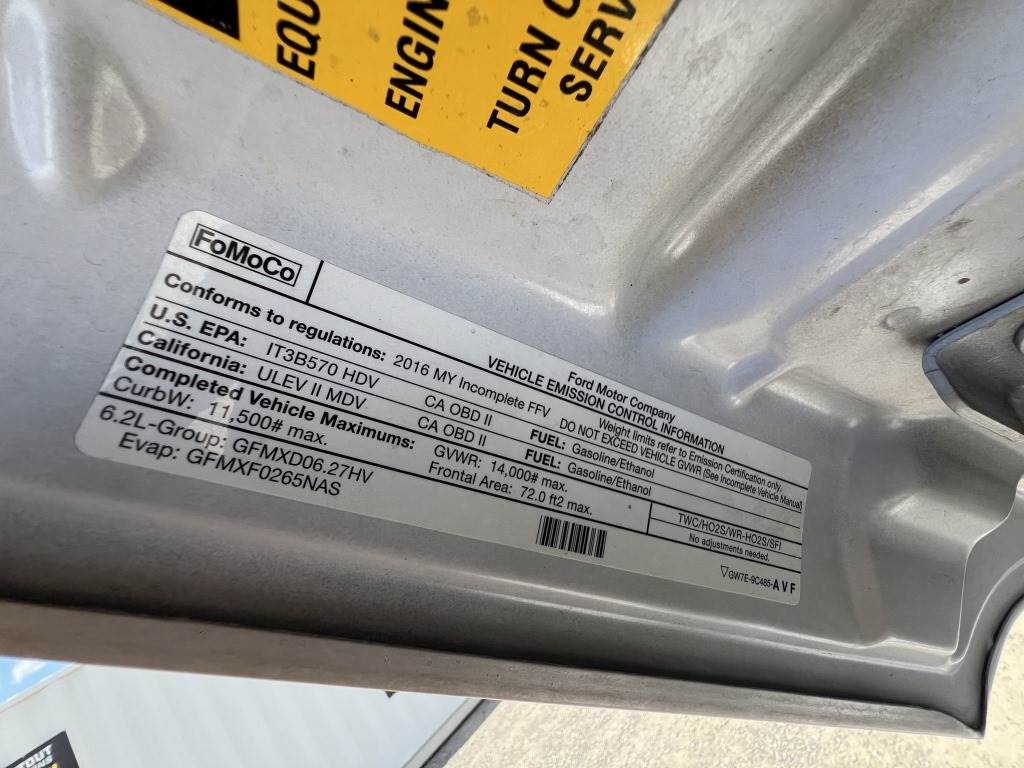 EQU
ENGIN
TURN O
SERV
FoMoCo
Ford Motor Company
VEHICLE EMISSION CONTROL INFORMATION
Conforms to regulations: 2016 MY Incomplete FFV
Weight limits refer to Emission Certification only.
DO NOT EXCEED VEHICLE GVWR (See Incomplete Vehicle Manual)
U.S. EPA: IT3B570 HDV CA OBD II FUEL: Gasoline/Ethanol
California: ULEV II MDV CA OBD II FUEL: Gasoline/Ethanol
Completed Vehicle Maximums: GVWR: 14,000# max.
CurbW: 11,500# max. Frontal Area: 72.0 ft2 max.
6.2L-Group: GFMXD06.27HV
Evap: GFMXF0265NAS
TWC/HO2S/WR-HO2S/SFI
No adjustments needed.
GW7E-9C485-AVF
OUT